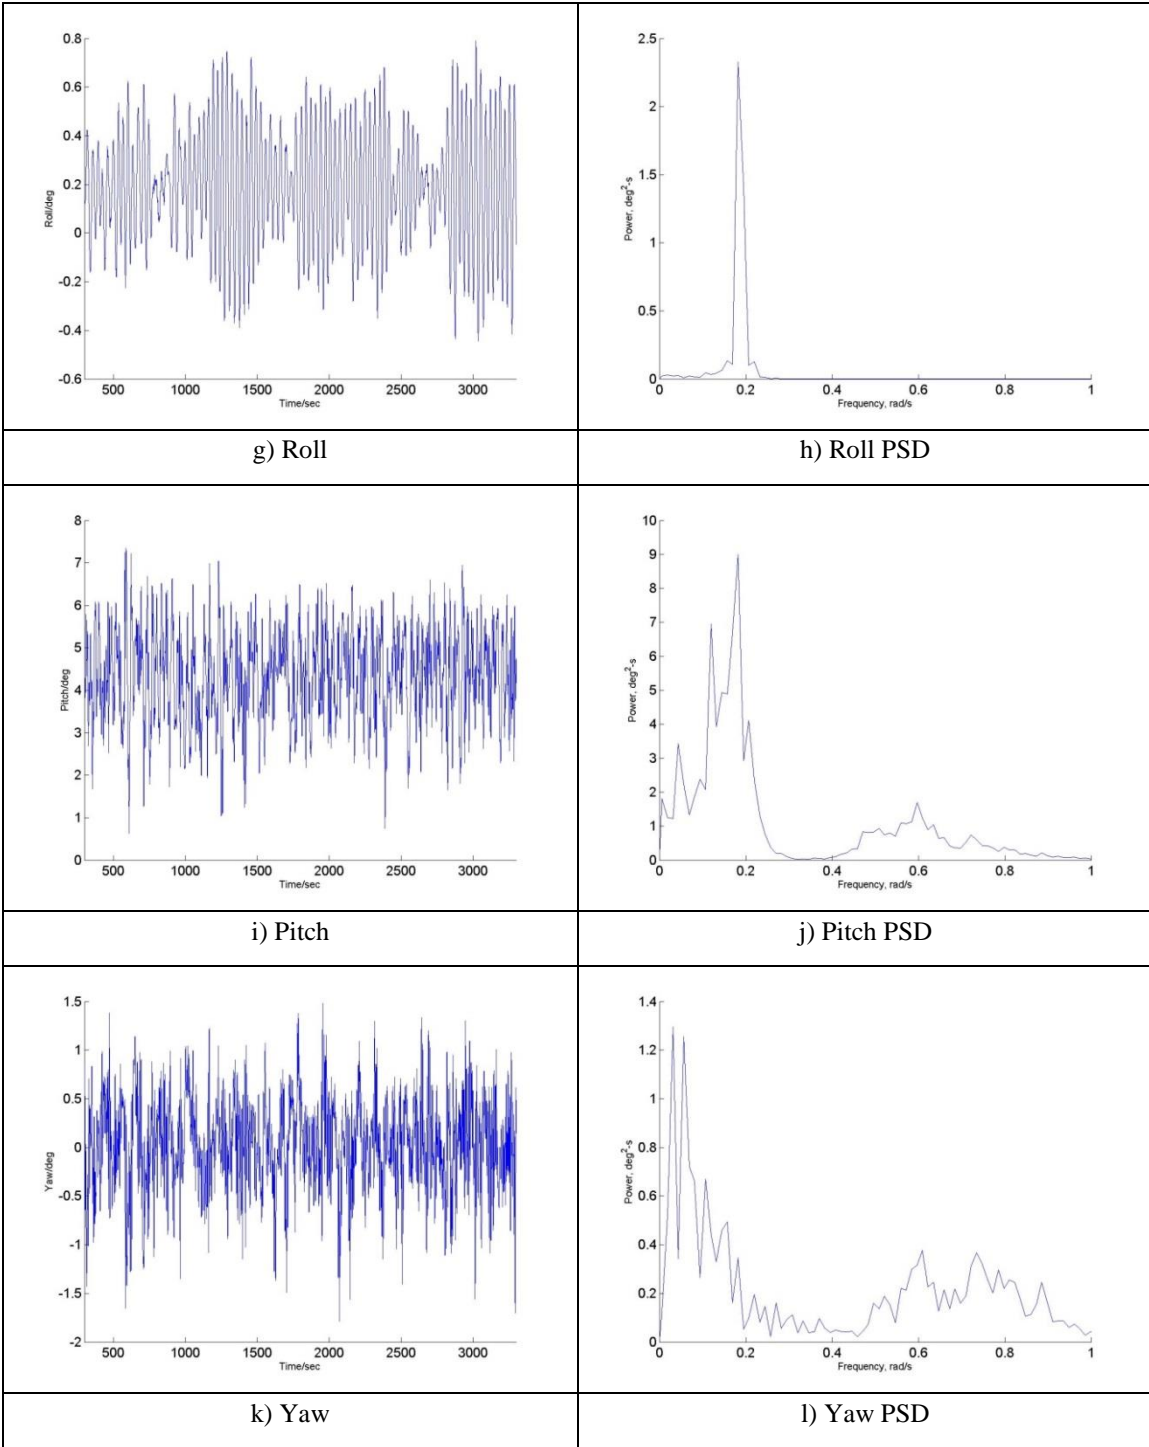 0.8
0.6
0.4
0.2
0
-0.2
-0.4
-0.6
Roll/deg
500 1000 1500 2000 2500 3000
Time/sec
2.5
2
1.5
1
0.5
0
Power, deg²-s
0 0.2 0.4 0.6 0.8 1
Frequency, rad/s
g) Roll
h) Roll PSD
8
7
6
5
4
3
2
1
0
Pitch/deg
500 1000 1500 2000 2500 3000
Time/sec
10
9
8
7
6
5
4
3
2
1
0
Power, deg²-s
0 0.2 0.4 0.6 0.8 1
Frequency, rad/s
i) Pitch
j) Pitch PSD
1.5
1
0.5
0
-0.5
-1
-1.5
-2
Yaw/deg
500 1000 1500 2000 2500 3000
Time/sec
1.4
1.2
1
0.8
0.6
0.4
0.2
0
Power, deg²-s
0 0.2 0.4 0.6 0.8 1
Frequency, rad/s
k) Yaw
l) Yaw PSD